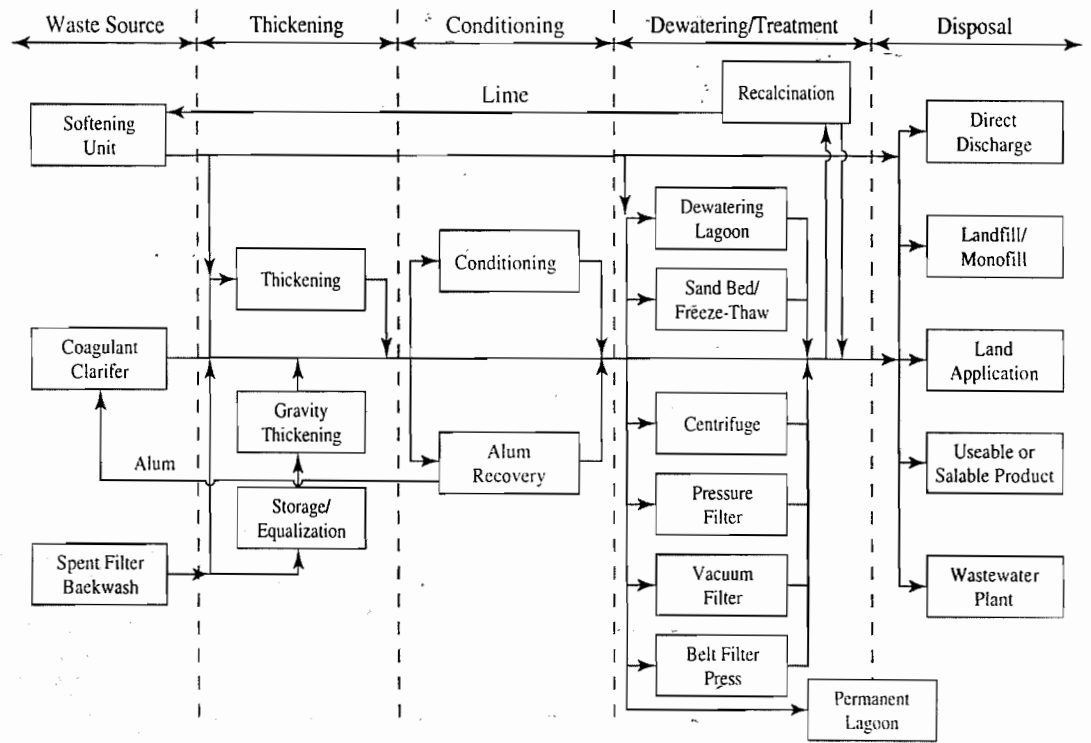 Waste Source
Thickening
Conditioning
Dewatering/Treatment
Disposal
Lime
Recalcination
Softening
Unit
Direct
Discharge
Dewatering
Lagoon
Landfill/
Monofill
Thickening
Conditioning
Sand Bed/
Freeze-Thaw
Coagulant
Clarifer
Land
Application
Gravity
Thickening
Centrifuge
Alum
Alum
Recovery
Useable or
Salable Product
Storage/
Equalization
Pressure
Filter
Spent Filter
Backwash
Vacuum
Filter
Wastewater
Plant
Belt Filter
Press
Permanent
Lagoon